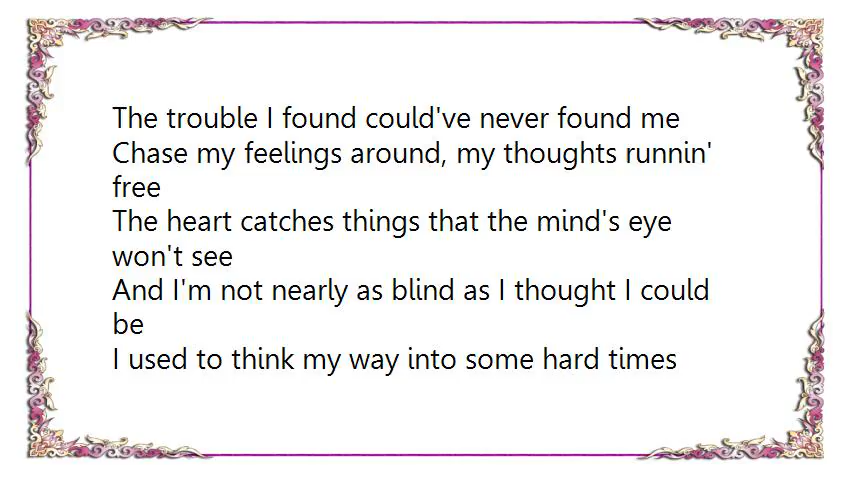 The trouble I found could've never found me
Chase my feelings around, my thoughts runnin'
free
The heart catches things that the mind's eye
won't see
And I'm not nearly as blind as I thought I could
be
I used to think my way into some hard times